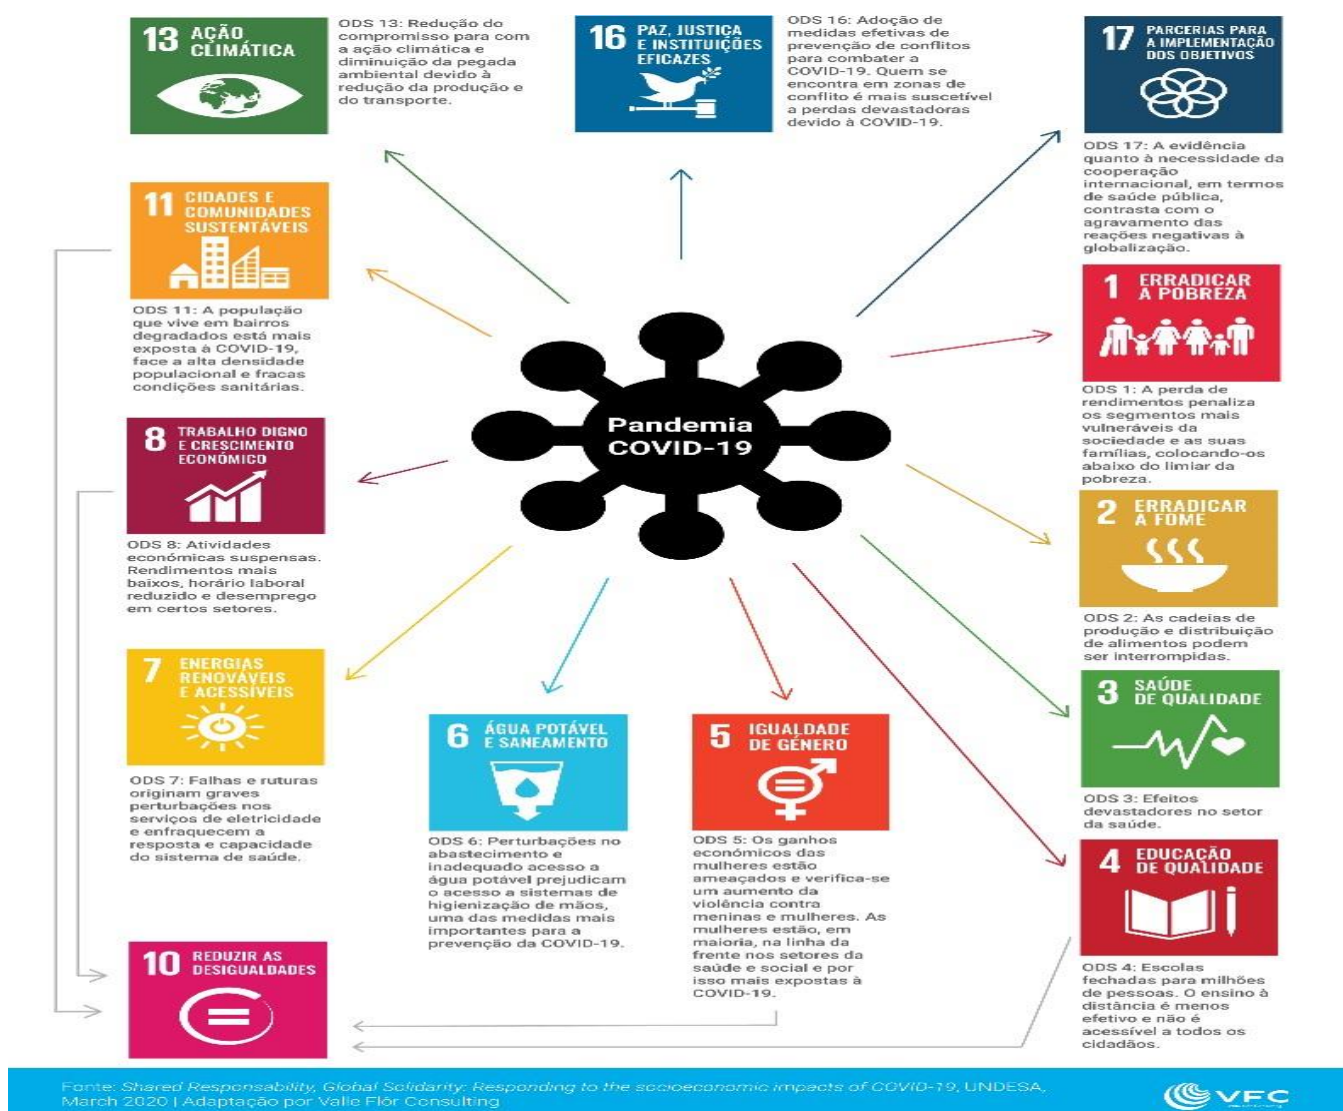 13 AÇÃO
CLIMÁTICA
ODS 13: Redução do
compromisso para com
a ação climática e
diminuição da pegada
ambiental devido à
redução da produção e
do transporte.
16 PAZ, JUSTIÇA
E INSTITUIÇÕES
EFICAZES
ODS 16: Adoção de
medidas efetivas de
prevenção de conflitos
para combater a
COVID-19. Quem se
encontra em zonas de
conflito é mais suscetível
a perdas devastadoras
devido à COVID-19.
17 PARCERIAS PARA
A IMPLEMENTAÇÃO
DOS OBJETIVOS
ODS 17: A evidência
quanto à necessidade da
cooperação
internacional, em termos
de saúde pública,
contrasta com o
agravamento das
reações negativas à
globalização.
11 CIDADES E
COMUNIDADES
SUSTENTÁVEIS
ODS 11: A população
que vive em bairros
degradados está mais
exposta à COVID-19,
face a alta densidade
populacional e fracas
condições sanitárias.
1 ERRADICAR
A POBREZA
ODS 1: A perda de
rendimentos penaliza
os segmentos mais
vulneráveis da
sociedade e as suas
famílias, colocando-os
abaixo do limiar da
pobreza.
Pandemia
COVID-19
8 TRABALHO DIGNO
E CRESCIMENTO
ECONÓMICO
ODS 8: Atividades
económicas suspensas.
Rendimentos mais
baixos, horário laboral
reduzido e desemprego
em certos setores.
2 ERRADICAR
A FOME
ODS 2: As cadeias de
produção e distribuição
de alimentos podem
ser interrompidas.
7 ENERGIAS
RENOVÁVEIS
E ACESSÍVEIS
ODS 7: Falhas e ruturas
originam graves
perturbações nos
serviços de eletricidade
e enfraquecem a
resposta e capacidade
do sistema de saúde.
6 ÁGUA POTÁVEL
E SANEAMENTO
ODS 6: Perturbações no
abastecimento e
inadequado acesso a
água potável prejudicam
o acesso a sistemas de
higienização de mãos,
uma das medidas mais
importantes para a
prevenção da COVID-19.
5 IGUALDADE
DE GÉNERO
ODS 5: Os ganhos
económicos das
mulheres estão
ameaçados e verifica-se
um aumento da
violência contra
meninas e mulheres. As
mulheres estão, em
maioria, na linha da
frente nos setores da
saúde e social e por
isso mais expostas à
COVID-19.
3 SAÚDE
DE QUALIDADE
ODS 3: Efeitos
devastadores no setor
da saúde.
4 EDUCAÇÃO
DE QUALIDADE
ODS 4: Escolas
fechadas para milhões
de pessoas. O ensino à
distância é menos
efetivo e não é
acessível a todos os
cidadãos.
10 REDUZIR AS
DESIGUALDADES
Fonte: Shared Responsability, Global Solidarity: Responding to the socioeconomic impacts of COVID-19, UNDESA,
March 2020 | Adaptação por Valle Flôr Consulting
VFC